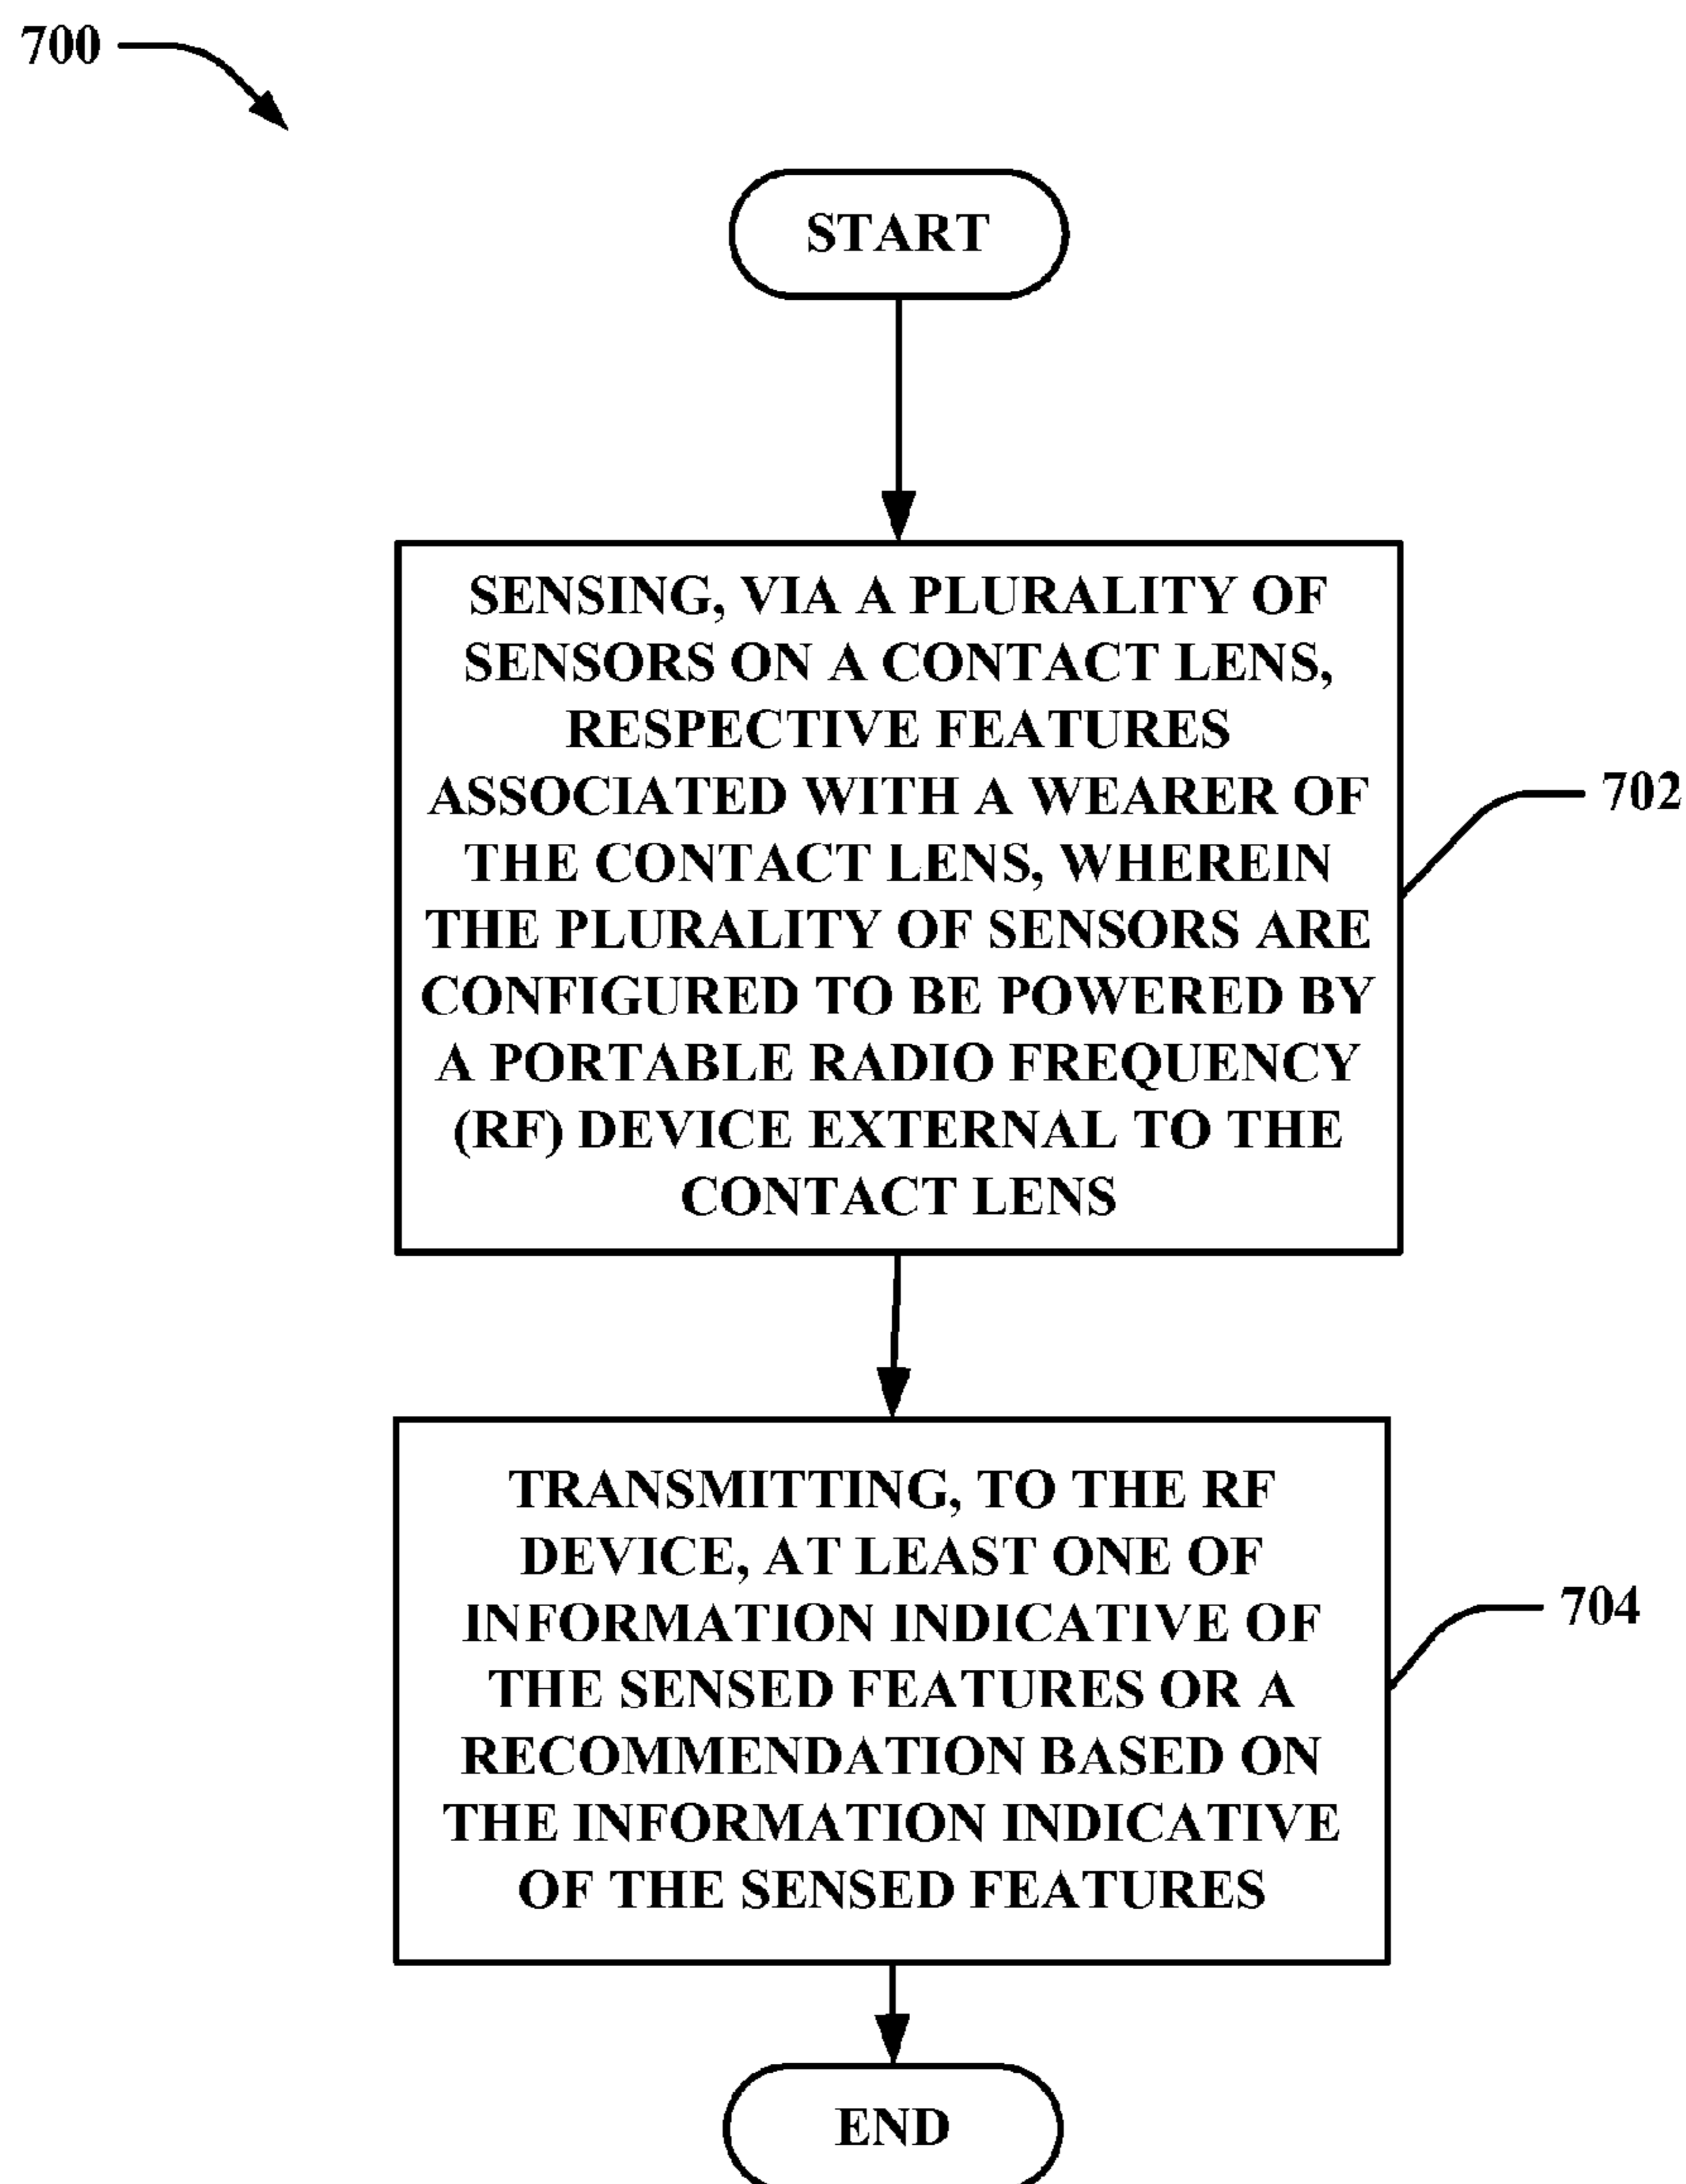 700
START
SENSING, VIA A PLURALITY OF
SENSORS ON A CONTACT LENS,
RESPECTIVE FEATURES
ASSOCIATED WITH A WEARER OF
THE CONTACT LENS, WHEREIN
THE PLURALITY OF SENSORS ARE
CONFIGURED TO BE POWERED BY
A PORTABLE RADIO FREQUENCY
(RF) DEVICE EXTERNAL TO THE
CONTACT LENS
702
TRANSMITTING, TO THE RF
DEVICE, AT LEAST ONE OF
INFORMATION INDICATIVE OF
THE SENSED FEATURES OR A
RECOMMENDATION BASED ON
THE INFORMATION INDICATIVE
OF THE SENSED FEATURES
704
END